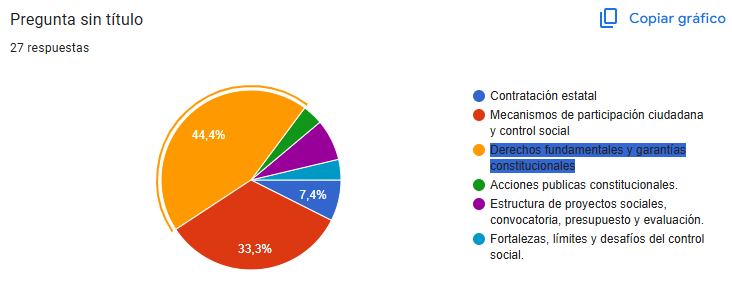 Pregunta sin título
Copiar gráfico
27 respuestas
44,4%
7,4%
33,3%
Contratación estatal
Mecanismos de participación ciudadana
y control social
Derechos fundamentales y garantías
constitucionales
Acciones publicas constitucionales.
Estructura de proyectos sociales,
convocatoria, presupuesto y evaluación.
Fortalezas, límites y desafíos del control
social.